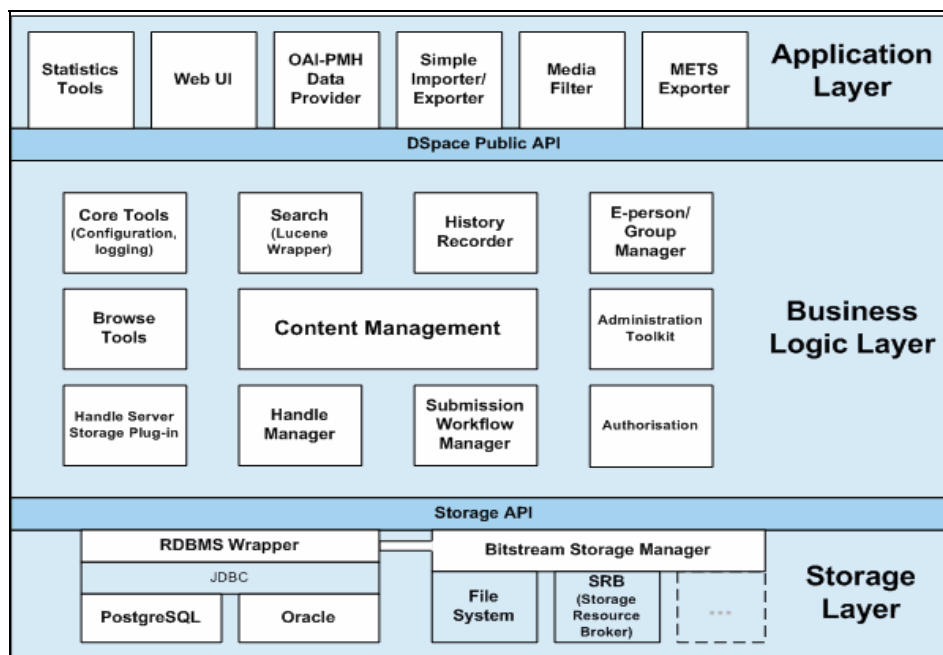 Statistics
Tools
Web UI
OAI-PMH
Data
Provider
Simple
Importer/
Exporter
Media
Filter
METS
Exporter
Application
Layer
DSpace Public API
Core Tools
(Configuration,
logging)
Search
(Lucene
Wrapper)
History
Recorder
E-person/
Group
Manager
Browse
Tools
Content Management
Administration
Toolkit
Business
Logic Layer
Handle Server
Storage Plug-in
Handle
Manager
Submission
Workflow
Manager
Authorisation
Storage API
RDBMS Wrapper
JDBC
PostgreSQL
Oracle
Bitstream Storage Manager
File
System
SRB
(Storage
Resource
Broker)
...
Storage
Layer